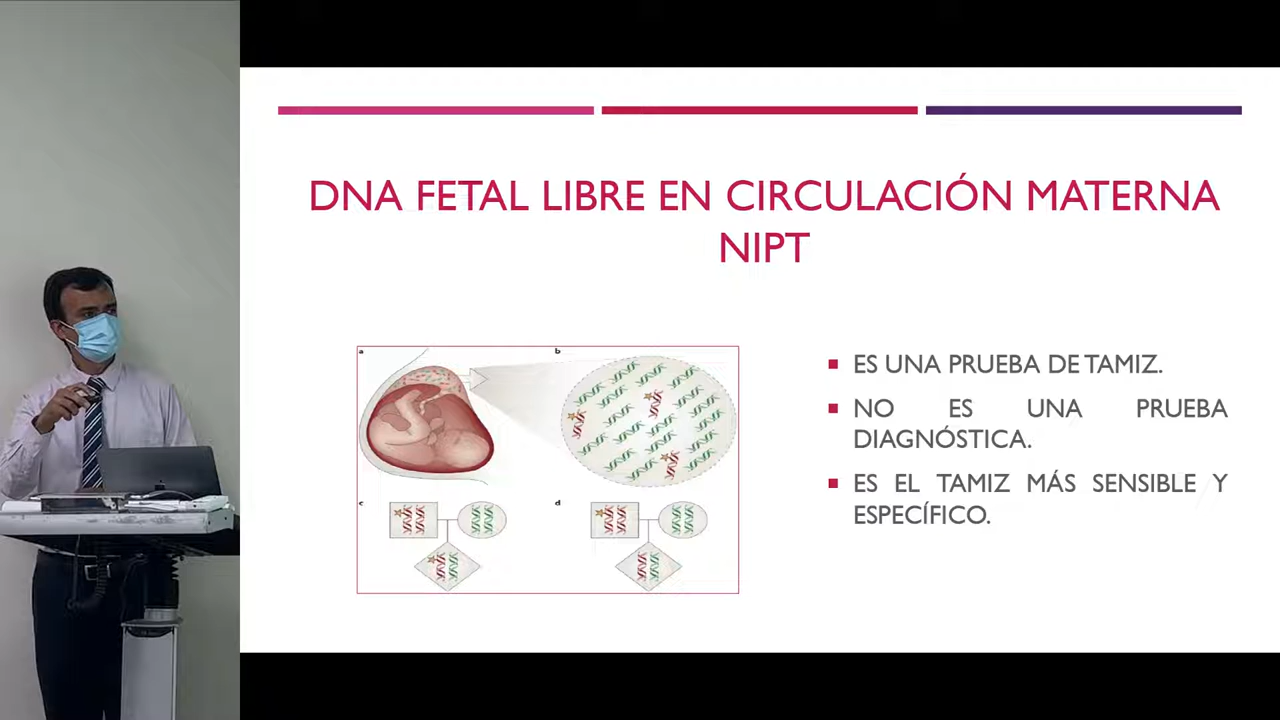 DNA FETAL LIBRE EN CIRCULACIÓN MATERNA
NIPT
a
b
c
d
ES UNA PRUEBA DE TAMIZ.
NO ES UNA PRUEBA
DIAGNÓSTICA.
ES EL TAMIZ MÁS SENSIBLE Y
ESPECÍFICO.